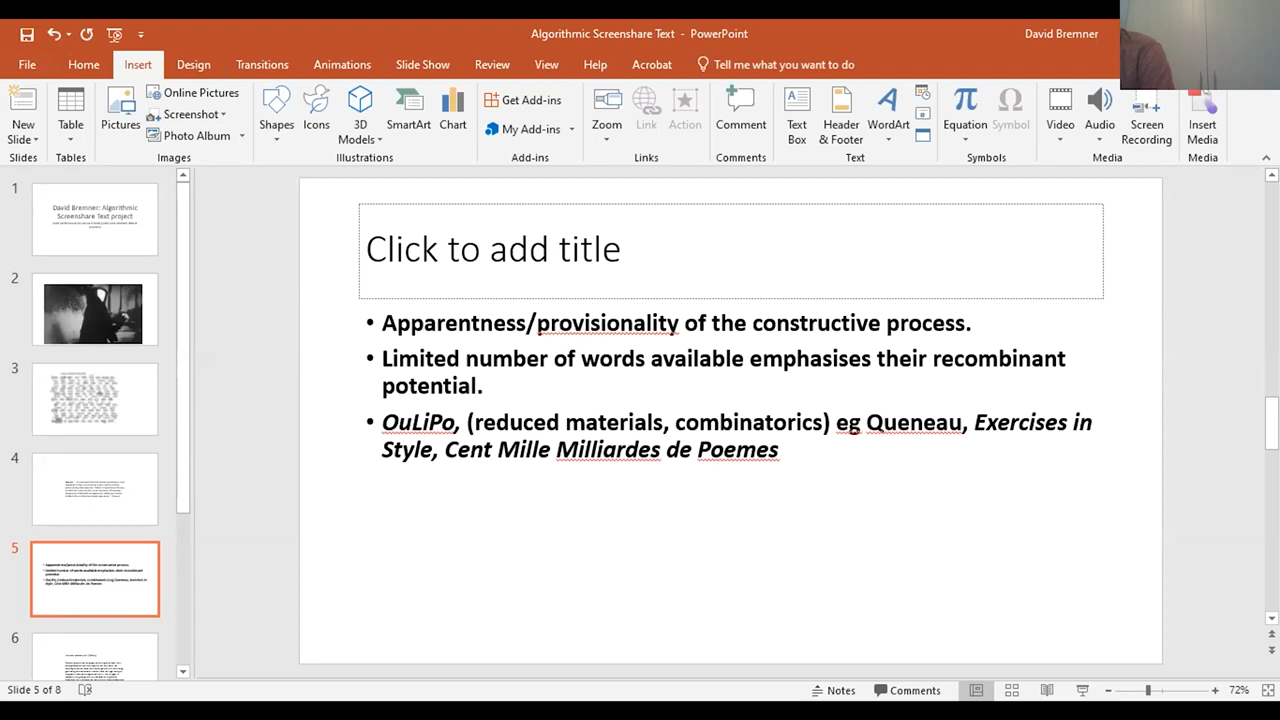 Algorithmic Screenshare Text - PowerPoint
David Bremner
File Home Insert Design Transitions Animations Slide Show Review View Help Acrobat Tell me what you want to do
New Slide
Table
Pictures
Online Pictures
Screenshot
Photo Album
Shapes
Icons
3D Models
SmartArt
Chart
Get Add-ins
My Add-ins
Zoom
Link
Action
Comment
Text Box
Header & Footer
WordArt
Equation
Symbol
Video
Audio
Screen Recording
Insert Media
Slides Tables Images Illustrations Add-ins Links Comments Text Symbols Media Media
1
David Bremner: Algorithmic
Screenshare Text project
2
3
4
5
6
Click to add title
• Apparentness/provisionality of the constructive process.
• Limited number of words available emphasises their recombinant
potential.
• OuLiPo, (reduced materials, combinatorics) eg Queneau, Exercises in
Style, Cent Mille Milliardes de Poemes
Slide 5 of 8
Notes Comments 72%